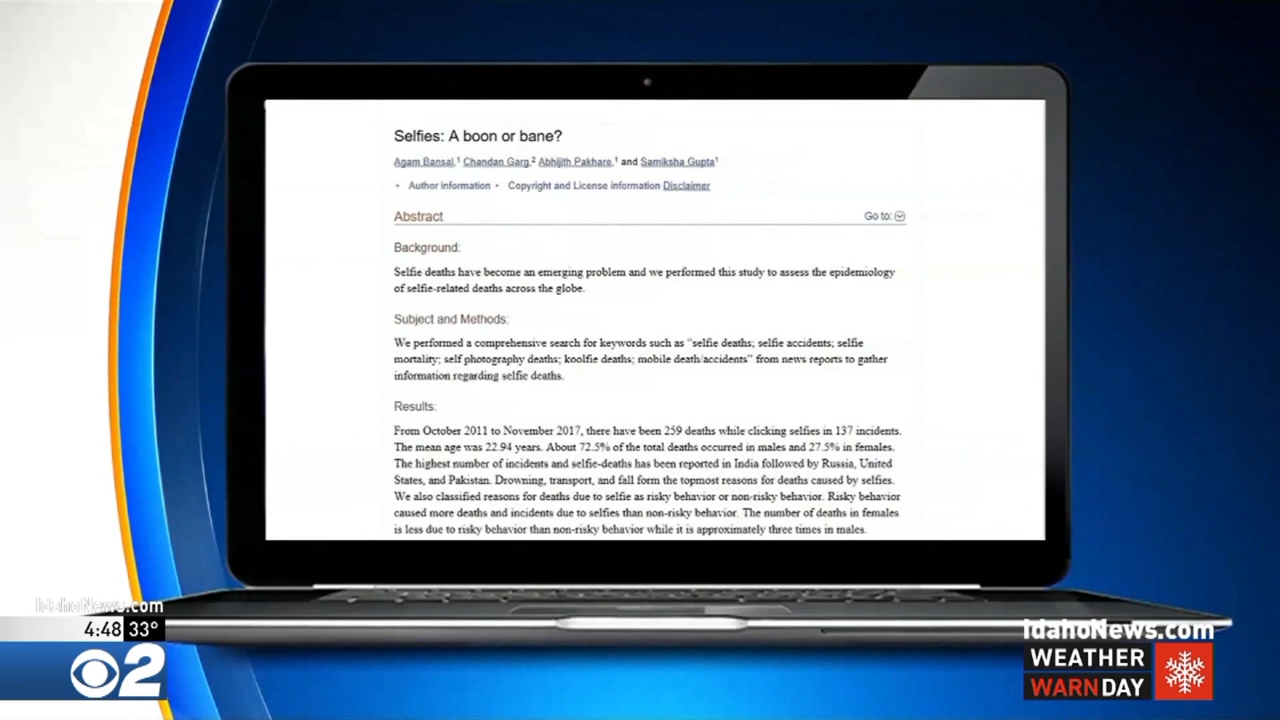 Selfies: A boon or bane?
Agam Bansal,1 Chandan Garg,2 Abhijith Pakhare,1 and Samiksha Gupta1
• Author information • Copyright and License information Disclaimer
Abstract Go to:
Background:
Selfie deaths have become an emerging problem and we performed this study to assess the epidemiology
of selfie-related deaths across the globe.
Subject and Methods:
We performed a comprehensive search for keywords such as “selfie deaths; selfie accidents; selfie
mortality; self photography deaths; koolfie deaths; mobile death/accidents” from news reports to gather
information regarding selfie deaths.
Results:
From October 2011 to November 2017, there have been 259 deaths while clicking selfies in 137 incidents.
The mean age was 22.94 years. About 72.5% of the total deaths occurred in males and 27.5% in females.
The highest number of incidents and selfie-deaths has been reported in India followed by Russia, United
States, and Pakistan. Drowning, transport, and fall form the topmost reasons for deaths caused by selfies.
We also classified reasons for deaths due to selfie as risky behavior or non-risky behavior. Risky behavior
caused more deaths and incidents due to selfies than non-risky behavior. The number of deaths in females
is less due to risky behavior than non-risky behavior while it is approximately three times in males.
IdahoNews.com
4:48 33°
2
IdahoNews.com
WEATHER
WARNDAY